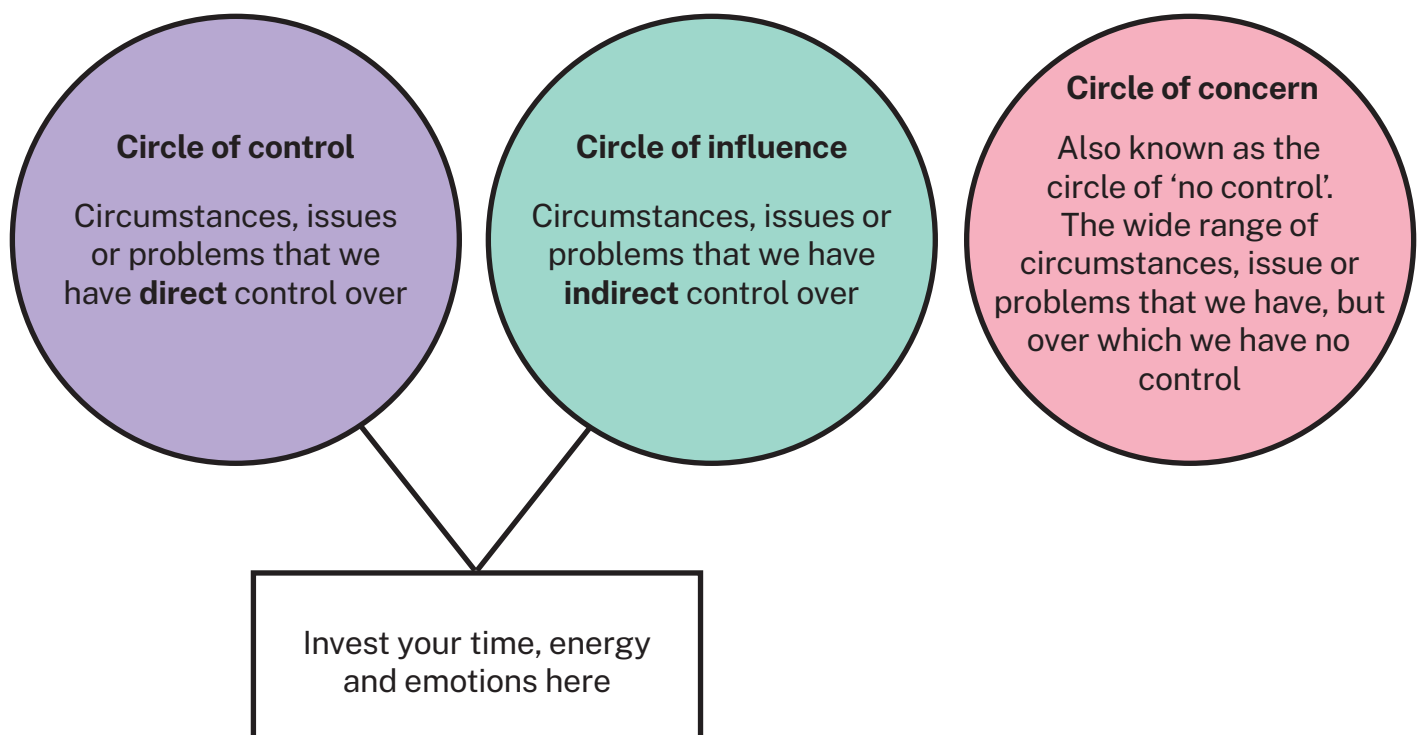 Circle of control
Circumstances, issues
or problems that we
have direct control over
Circle of influence
Circumstances, issues or
problems that we have
indirect control over
Circle of concern
Also known as the
circle of ‘no control’.
The wide range of
circumstances, issue or
problems that we have, but
over which we have no
control
Invest your time, energy
and emotions here